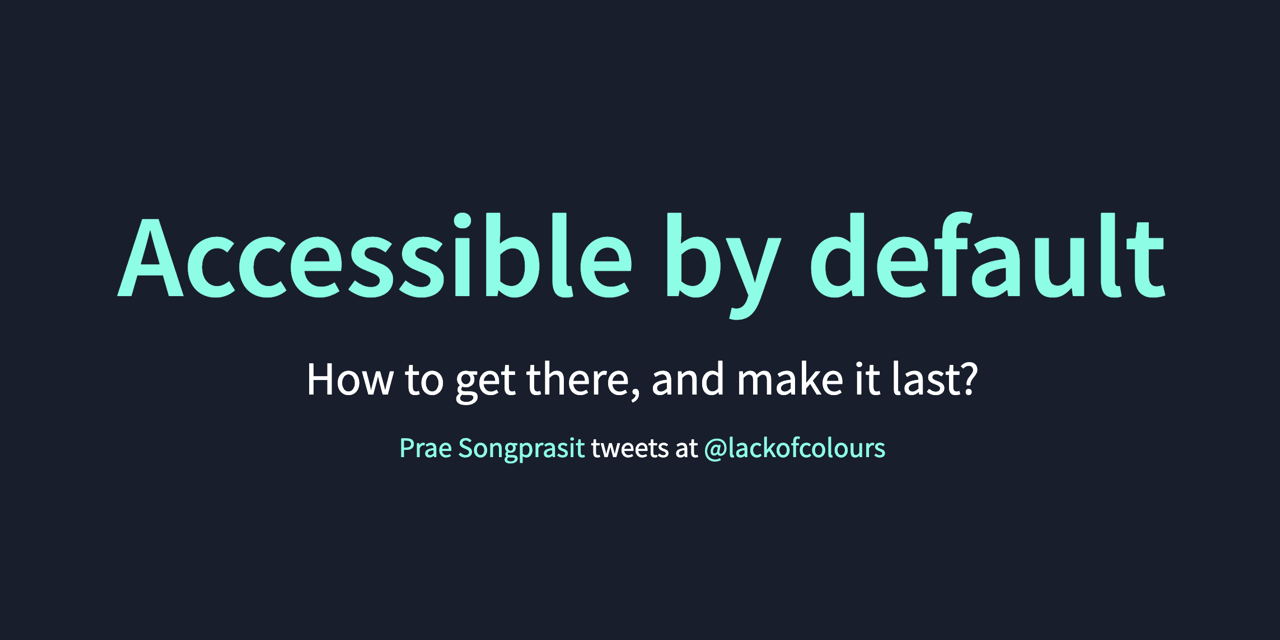 Accessible by default
How to get there, and make it last?
Prae Songprasit tweets at @lackofcolours